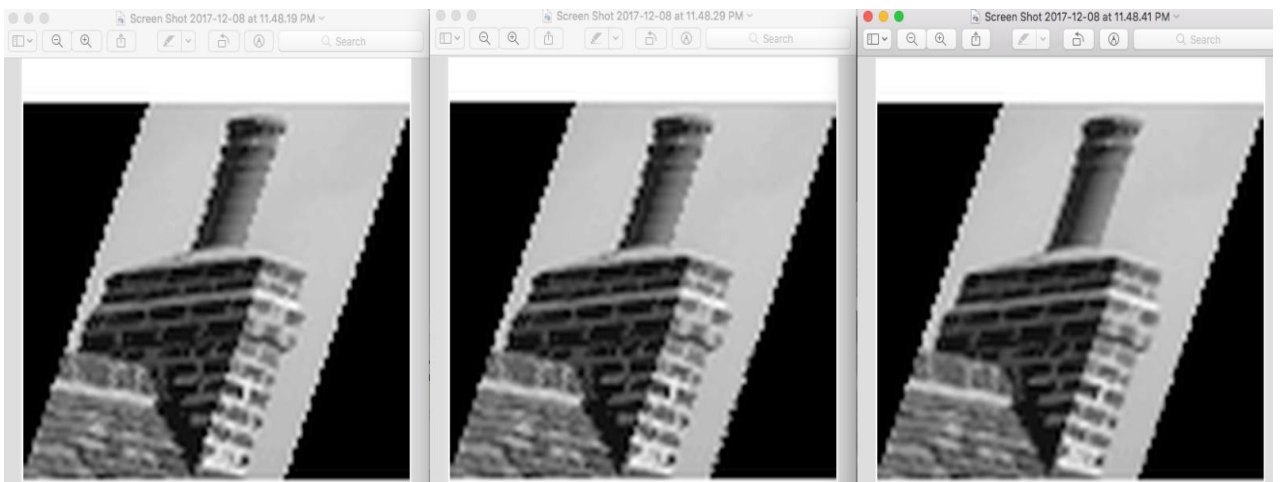 Screen Shot 2017-12-08 at 11.48.19 PM
Search
Screen Shot 2017-12-08 at 11.48.29 PM
Search
Screen Shot 2017-12-08 at 11.48.41 PM
Search